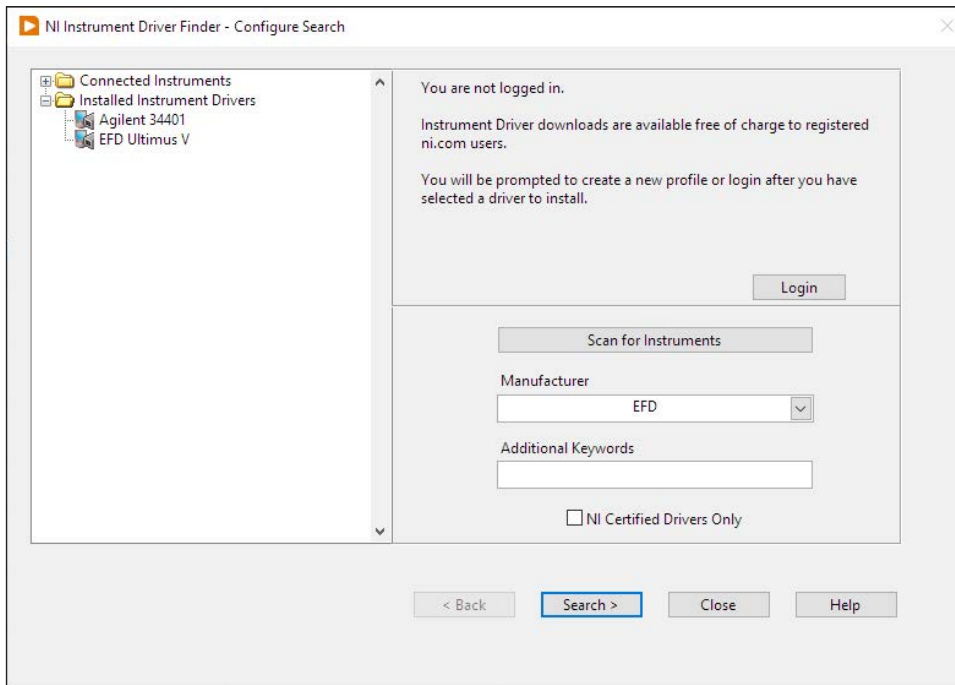 NI Instrument Driver Finder - Configure Search
Connected Instruments
Installed Instrument Drivers
Agilent 34401
EFD Ultimus V
You are not logged in.
Instrument Driver downloads are available free of charge to registered
ni.com users.
You will be prompted to create a new profile or login after you have
selected a driver to install.
Login
Scan for Instruments
Manufacturer
EFD
Additional Keywords
NI Certified Drivers Only
< Back
Search >
Close
Help